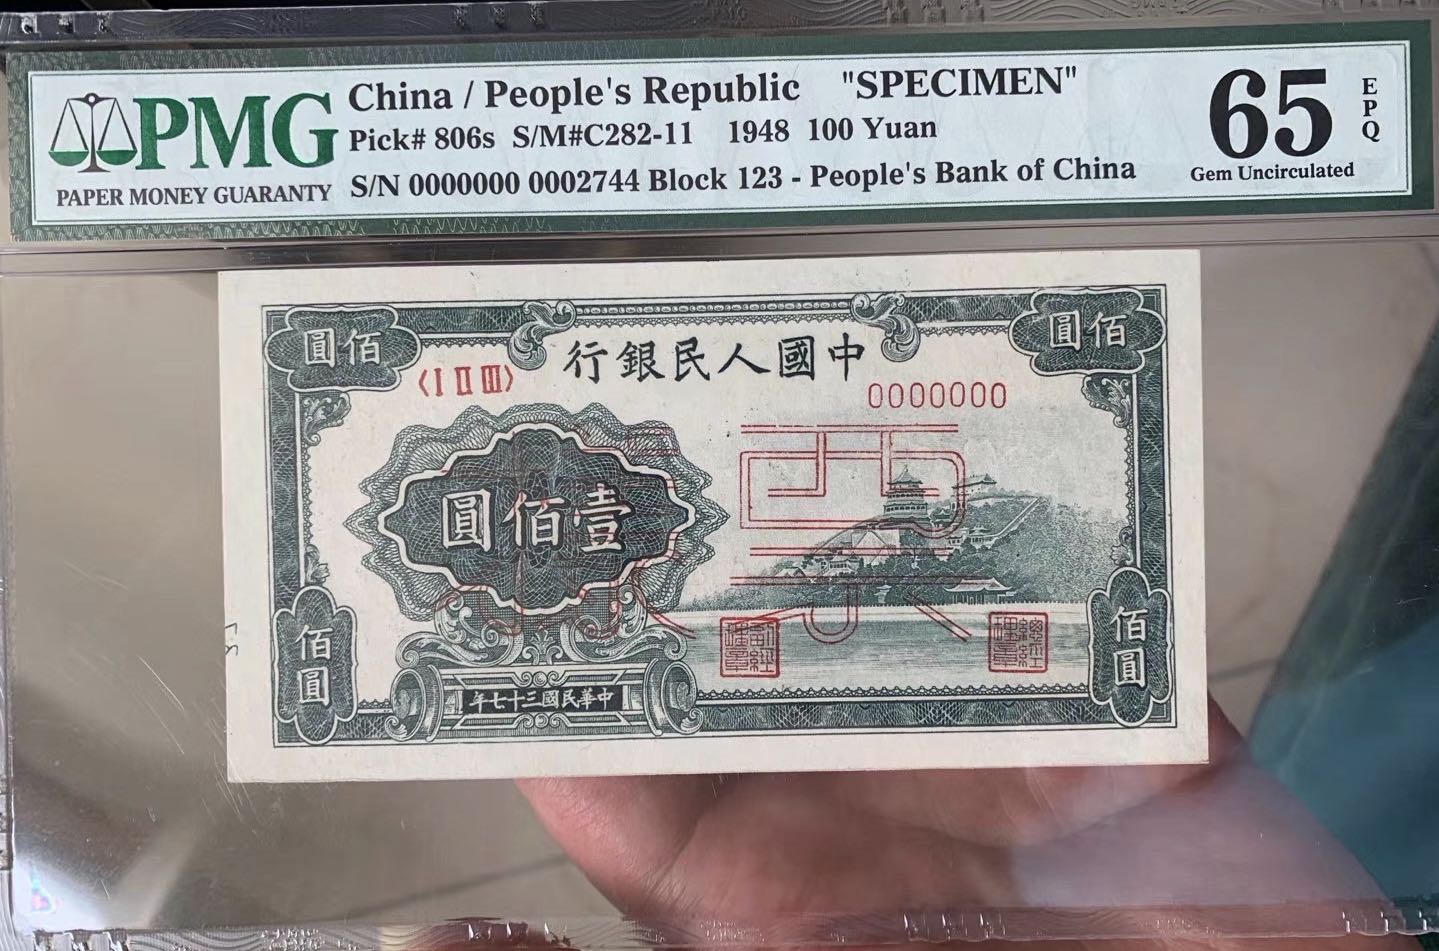 PMG
PAPER MONEY GUARANTY
China / People's Republic "SPECIMEN"
Pick# 806s S/M#C282-11 1948 100 Yuan
S/N 0000000 0002744 Block 123 - People's Bank of China
65
EPQ
Gem Uncirculated
圓佰
圓佰
行銀民人國中
〈ⅠⅡⅢ〉
0000000
圓佰壹
佰圓
佰圓
年七十三國民華中